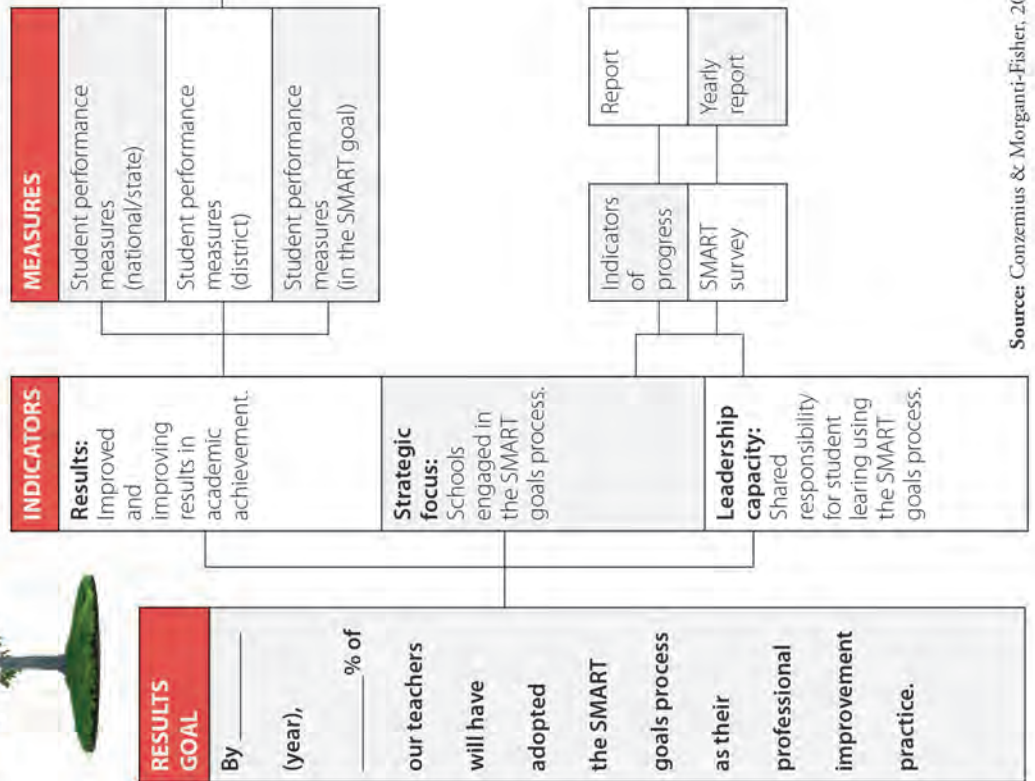 RESULTS
GOAL
By ______
(year),
______ % of
our teachers
will have
adopted
the SMART
goals process
as their
professional
improvement
practice.
INDICATORS
Results:
Improved
and
improving
results in
academic
achievement.
Strategic
focus:
Schools
engaged in
the SMART
goals process.
Leadership
capacity:
Shared
responsibility
for student
learing using
the SMART
goals process.
MEASURES
Student performance
measures
(national/state)
Student performance
measures
(district)
Student performance
measures
(in the SMART goal)
Indicators
of
progress
SMART
survey
Report
Yearly
report
Source: Conzemius & Morganti-Fisher, 20